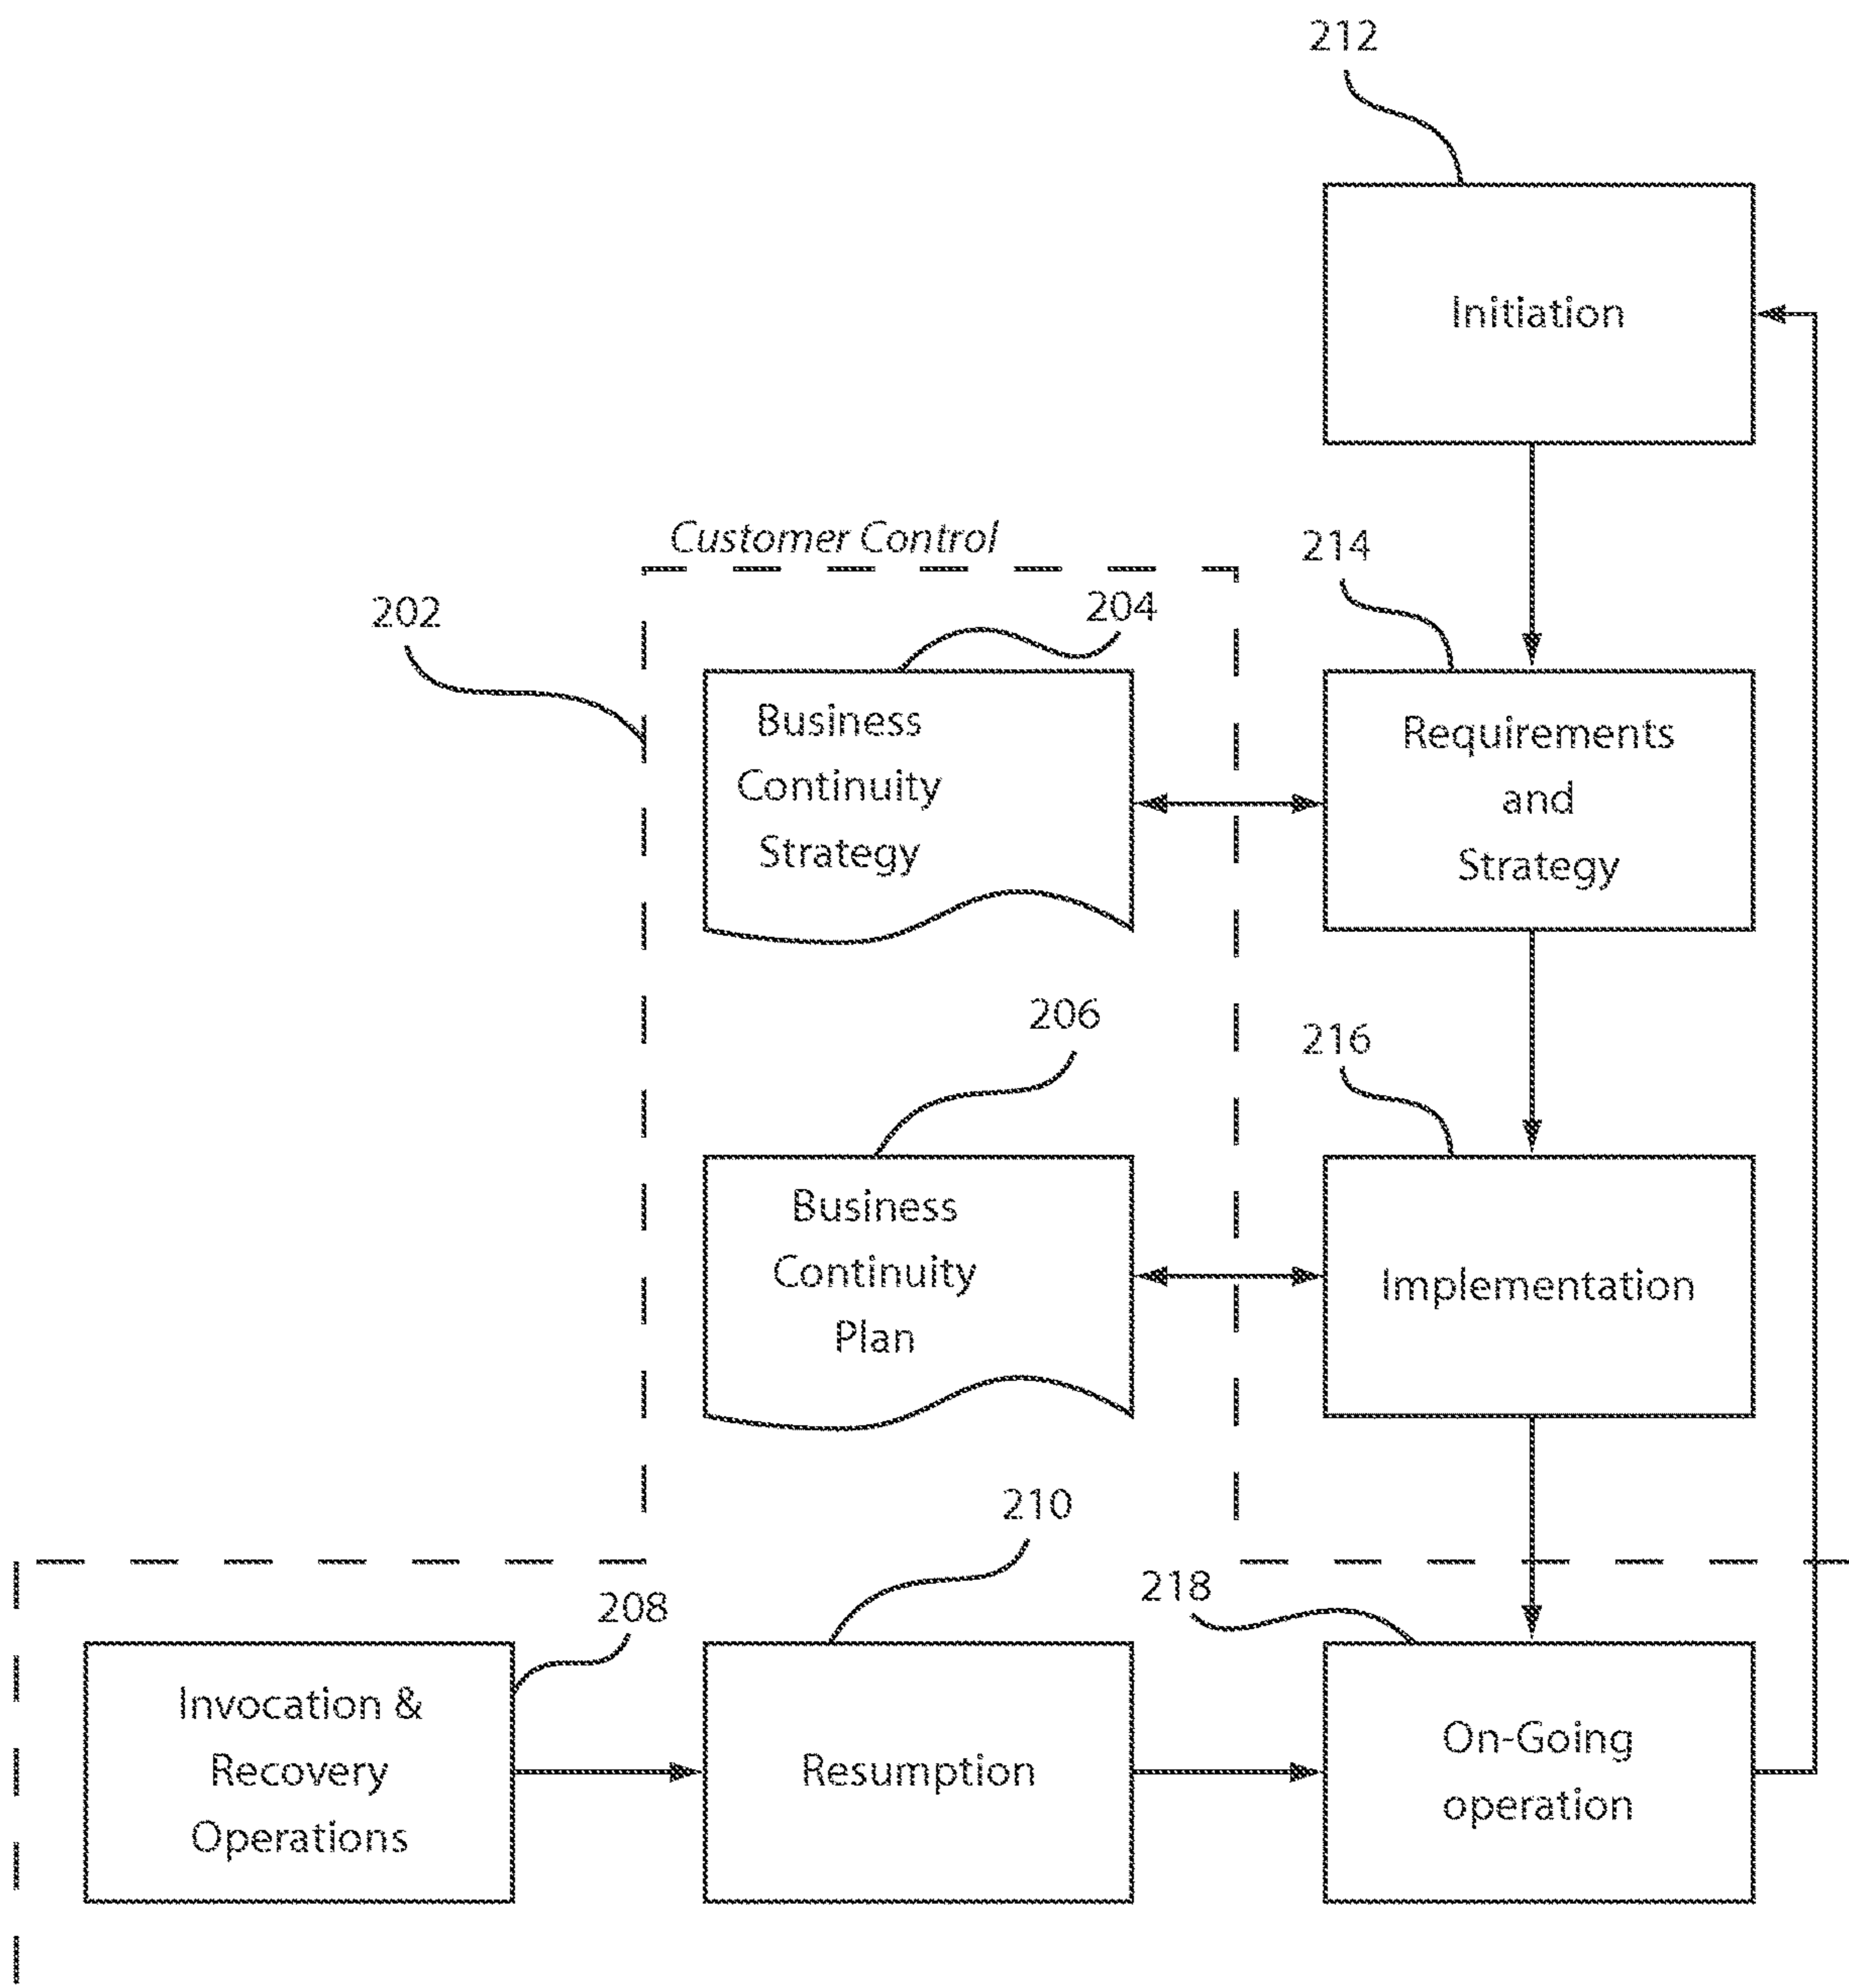 212
Initiation
Customer Control
202
204
214
Business
Continuity
Strategy
Requirements
and
Strategy
206
216
Business
Continuity
Plan
Implementation
210
208
218
Invocation &
Recovery
Operations
Resumption
On-Going
operation